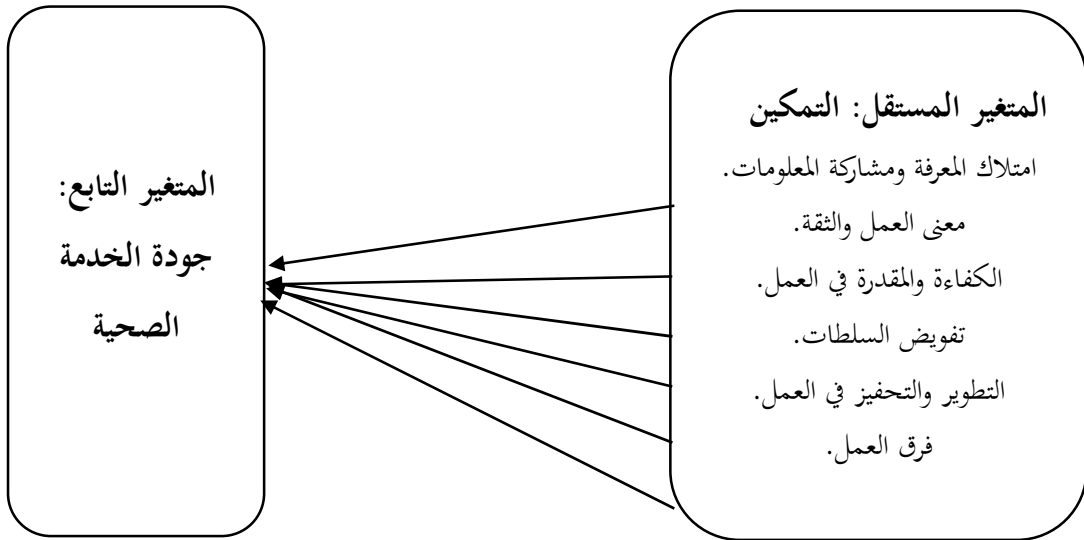 المتغير المستقل: التمكين
امتلاك المعرفة ومشاركة المعلومات.
معنى العمل والثقة.
الكفاءة والمقدرة في العمل.
تفويض السلطات.
التطوير والتحفيز في العمل.
فرق العمل.
المتغير التابع:
جودة الخدمة
الصحية